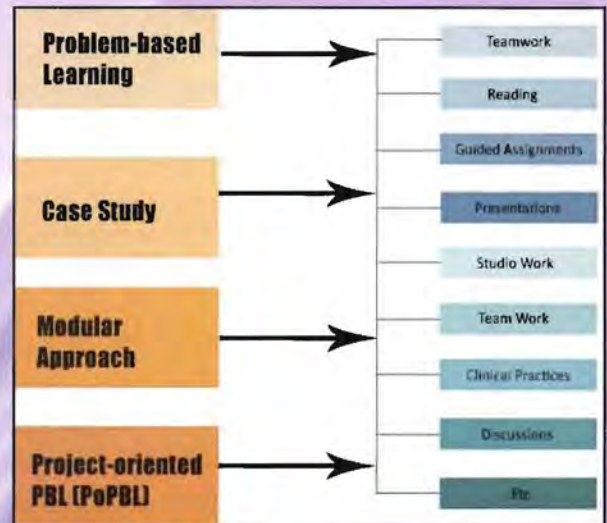 Problem-based
Learning
Case Study
Modular
Approach
Project-oriented
PBL (PoPBL)
Teamwork
Reading
Guided Assignments
Presentations
Studio Work
Team Work
Clinical Practices
Discussions
Etc